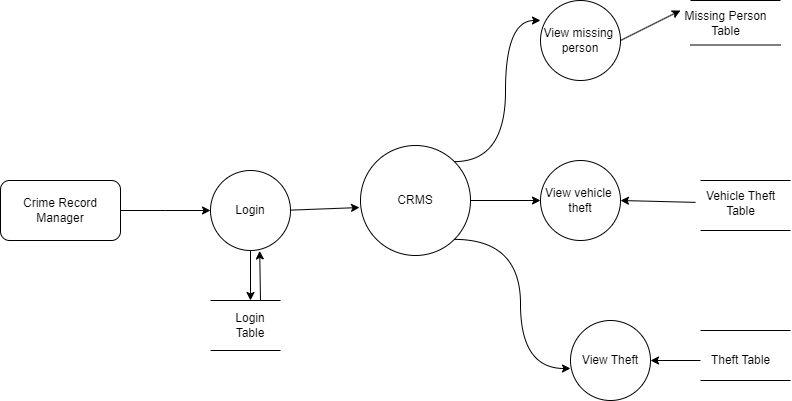 Missing Person
Table
View missing
person
Crime Record
Manager
Login
CRMS
View vehicle
theft
Vehicle Theft
Table
Login
Table
View Theft
Theft Table